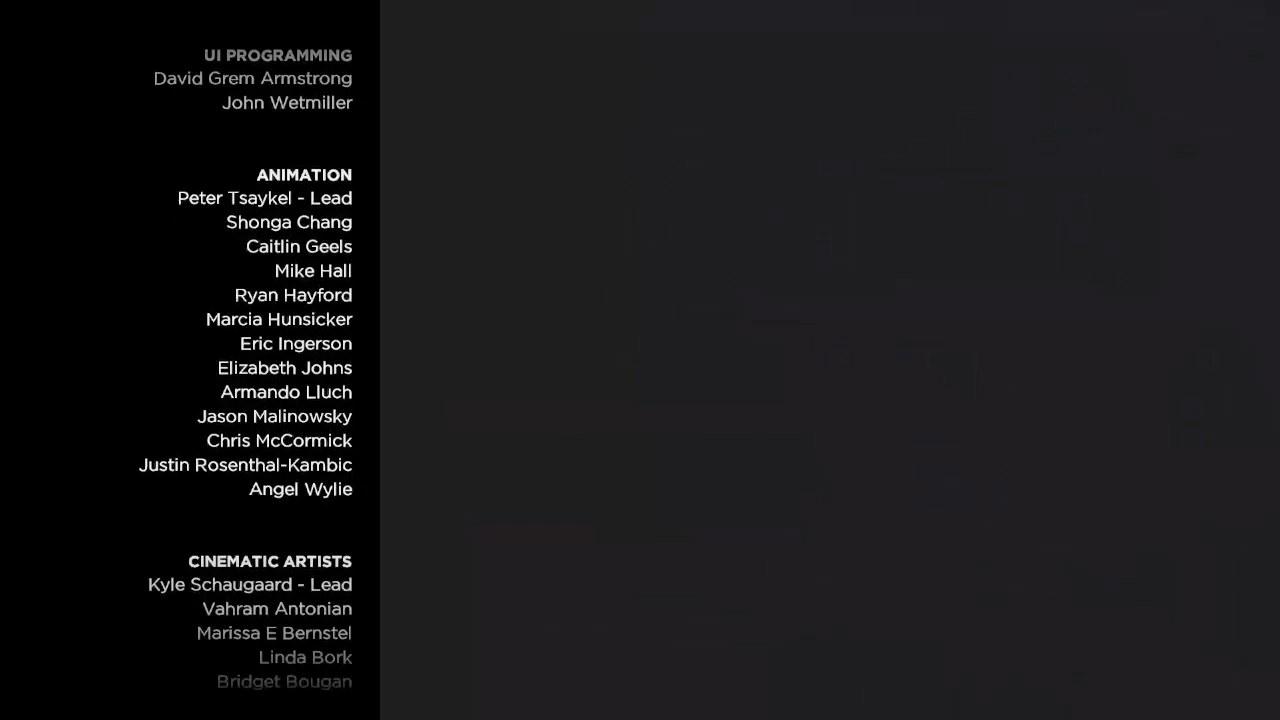 UI PROGRAMMING
David Grem Armstrong
John Wetmiller
ANIMATION
Peter Tsaykel - Lead
Shonga Chang
Caitlin Geels
Mike Hall
Ryan Hayford
Marcia Hunsicker
Eric Ingerson
Elizabeth Johns
Armando Lluch
Jason Malinowsky
Chris McCormick
Justin Rosenthal-Kambic
Angel Wylie
CINEMATIC ARTISTS
Kyle Schaugaard - Lead
Vahram Antonian
Marissa E Bernstel
Linda Bork
Bridget Bougan